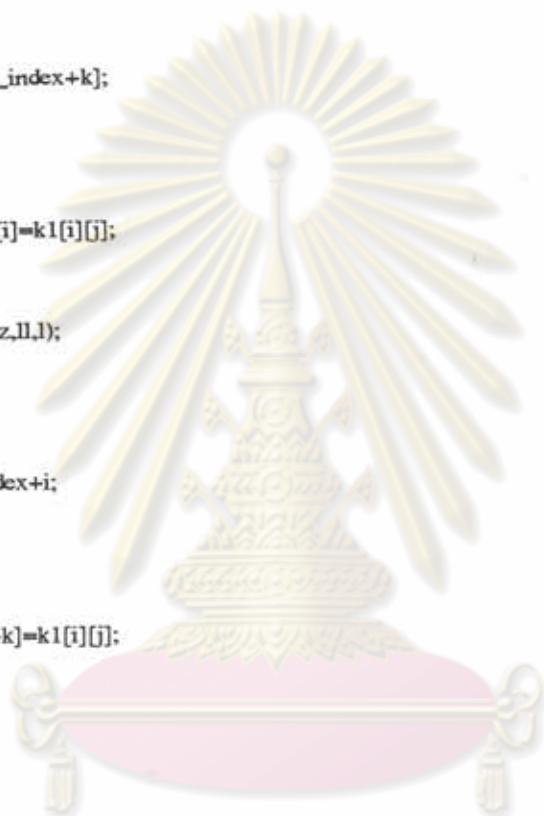 _index+k];
[i]=k1[i][j];
z,ll,l);
dex+i;
k]=k1[i][j];